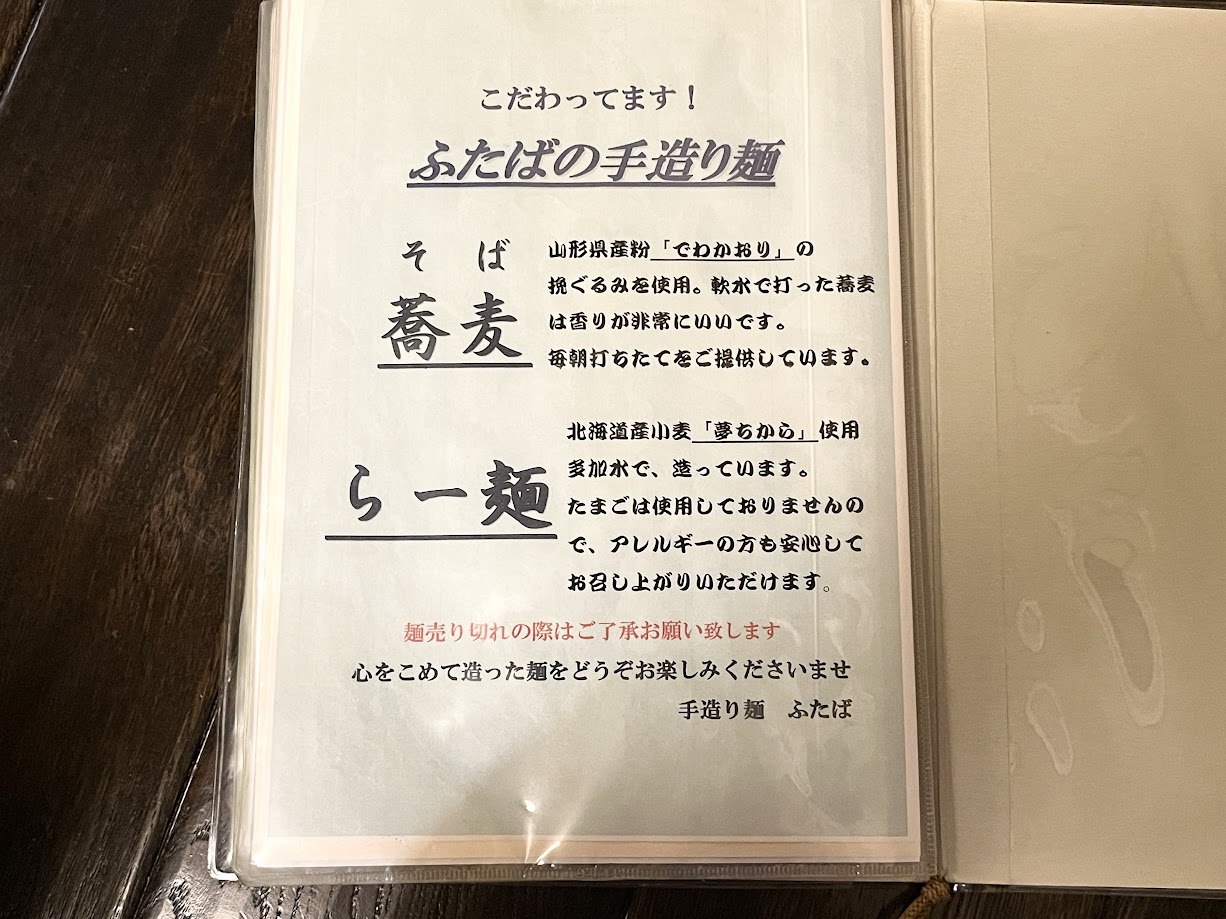 こだわってます！
ふたばの手造り麺
そば
蕎麦
山形県産粉「でわかおり」の
挽ぐるみを使用。軟水で打った蕎麦
は香りが非常にいいです。
毎朝打ちたてをご提供しています。
らー麺
北海道産小麦「夢ちから」使用
多加水で、造っています。
たまごは使用しておりませんの
で、アレルギーの方も安心して
お召し上がりいただけます。
麺売り切れの際はご了承お願い致します
心をこめて造った麺をどうぞお楽しみくださいませ
手造り麺　ふたば